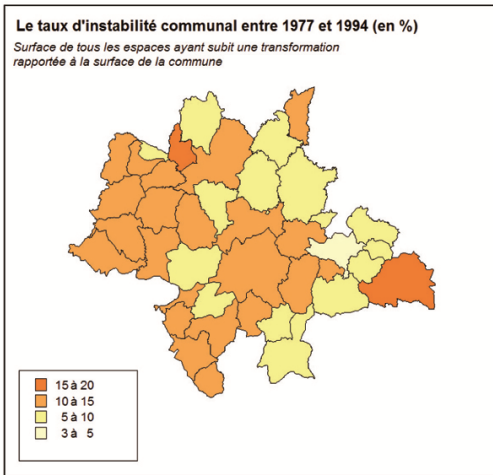 Le taux d'instabilité communal entre 1977 et 1994 (en %)
Surface de tous les espaces ayant subit une transformation
rapportée à la surface de la commune
15 à 20
10 à 15
5 à 10
3 à 5